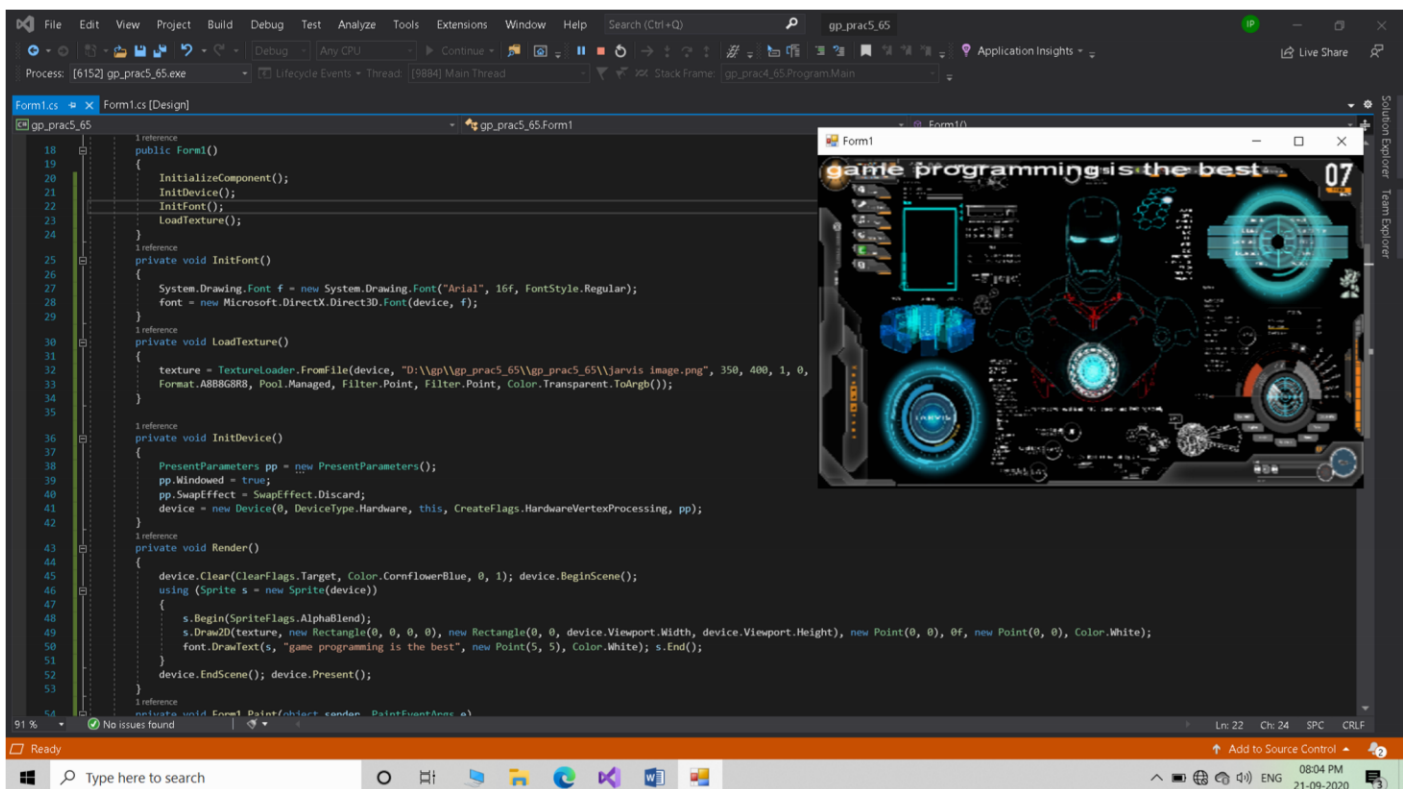 File Edit View Project Build Debug Test Analyze Tools Extensions Window Help Search (Ctrl+Q) gp_prac5_65 IP
Debug Any CPU Continue Application Insights Live Share
Process: [6152] gp_prac5_65.exe Lifecycle Events Thread: [9884] Main Thread Stack Frame: gp_prac4_65.Program.Main
Form1.cs Form1.cs [Design]
gp_prac5_65 gp_prac5_65.Form1 Form1()
1 reference
18 public Form1()
19 {
20 InitializeComponent();
21 InitDevice();
22 InitFont();
23 LoadTexture();
24 }
1 reference
25 private void InitFont()
26 {
27 System.Drawing.Font f = new System.Drawing.Font("Arial", 16f, FontStyle.Regular);
28 font = new Microsoft.DirectX.Direct3D.Font(device, f);
29 }
1 reference
30 private void LoadTexture()
31 {
32 texture = TextureLoader.FromFile(device, "D:\\gp\\gp_prac5_65\\gp_prac5_65\\jarvis image.png", 350, 400, 1, 0,
33 Format.A8B8G8R8, Pool.Managed, Filter.Point, Filter.Point, Color.Transparent.ToArgb());
34 }
35
1 reference
36 private void InitDevice()
37 {
38 PresentParameters pp = new PresentParameters();
39 pp.Windowed = true;
40 pp.SwapEffect = SwapEffect.Discard;
41 device = new Device(0, DeviceType.Hardware, this, CreateFlags.HardwareVertexProcessing, pp);
42 }
1 reference
43 private void Render()
44 {
45 device.Clear(ClearFlags.Target, Color.CornflowerBlue, 0, 1); device.BeginScene();
46 using (Sprite s = new Sprite(device))
47 {
48 s.Begin(SpriteFlags.AlphaBlend);
49 s.Draw2D(texture, new Rectangle(0, 0, 0, 0), new Rectangle(0, 0, device.Viewport.Width, device.Viewport.Height), new Point(0, 0), 0f, new Point(0, 0), Color.White);
50 font.DrawText(s, "game programming is the best", new Point(5, 5), Color.White); s.End();
51 }
52 device.EndScene(); device.Present();
53 }
1 reference
54 private void Form1_Paint(object sender, PaintEventArgs e)
Form1
game programming is the best
07
JARVIS
Solution Explorer
Team Explorer
91 % No issues found Ln: 22 Ch: 24 SPC CRLF
Ready Add to Source Control 2
Type here to search ENG 08:04 PM
21-09-2020 3